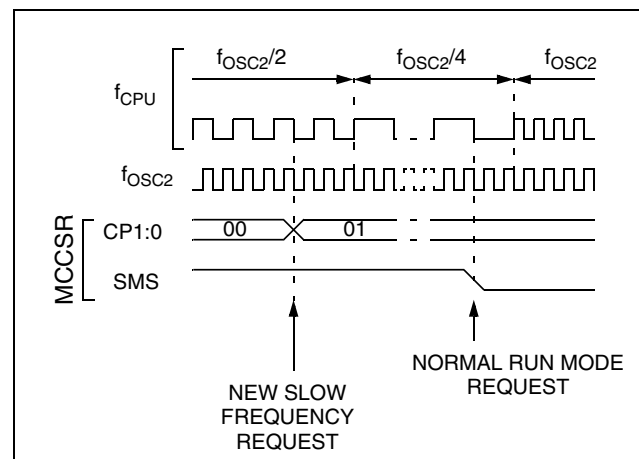 fOSC2/2
fOSC2/4
fOSC2
fCPU
fOSC2
MCCSR
CP1:0
00
01
SMS
NEW SLOW
FREQUENCY
REQUEST
NORMAL RUN MODE
REQUEST